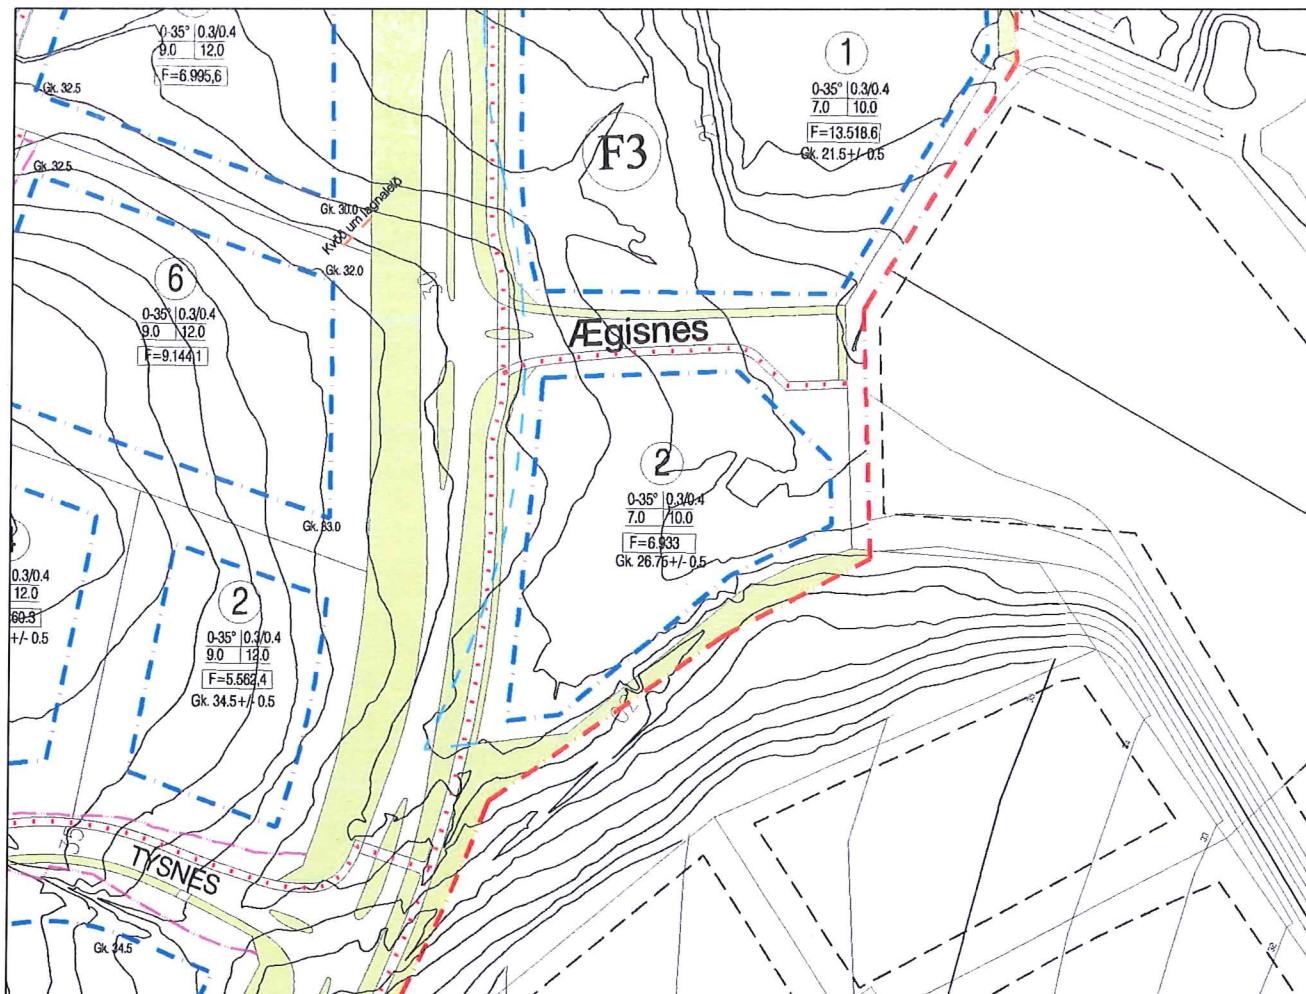 0-35° 0.3/0.4
9.0 12.0
F=6.995,6
Gk. 32.5
1
0-35° 0.3/0.4
7.0 10.0
F=13.518.6
Gk. 21.5+/-0.5
F3
Gk. 32.5
Gk. 30.0
Kvöð um lagnaleið
Gk. 32.0
6
0-35° 0.3/0.4
9.0 12.0
F=9.144,1
Ægisnes
2
0-35° 0.3/0.4
7.0 10.0
F=6.933
Gk. 26.75+/-0.5
Gk. 33.0
0.3/0.4
12.0
+/- 0.5
2
0-35° 0.3/0.4
9.0 12.0
F=5.562,4
Gk. 34.5+/-0.5
TÝSNES
Gk. 34.5